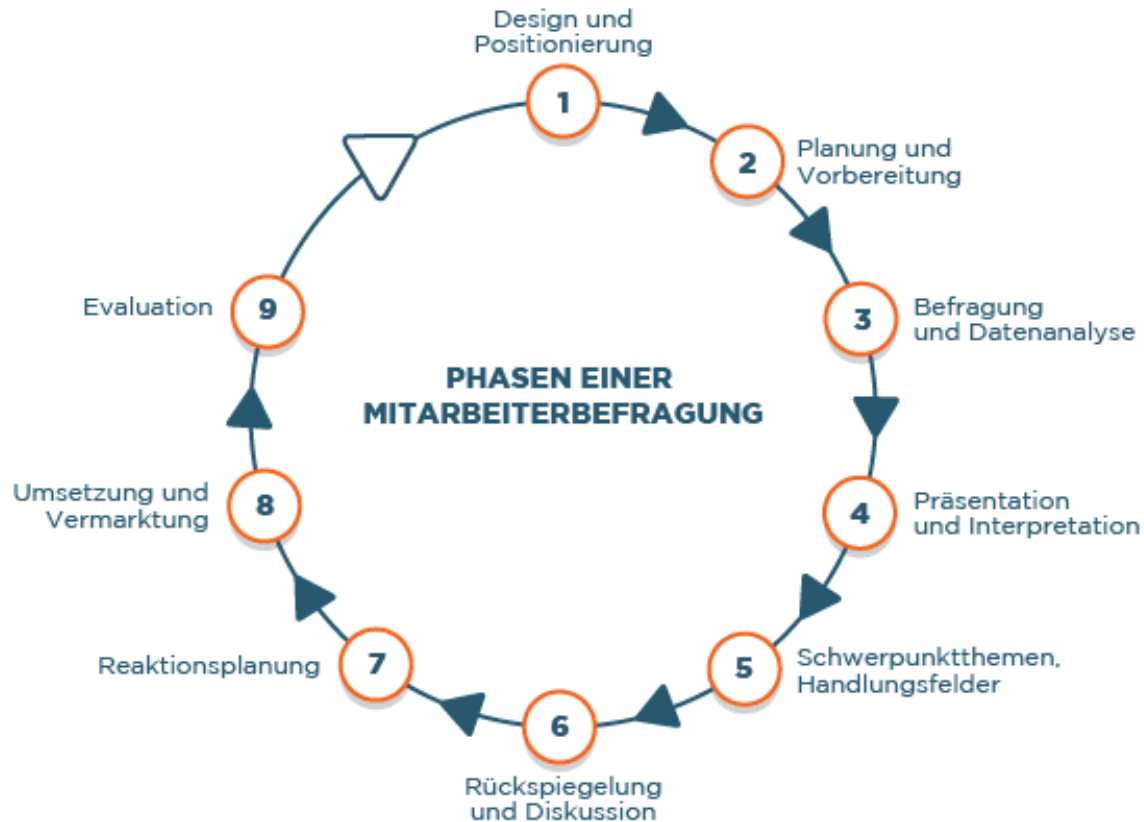 Design und
Positionierung
1
2
Planung und
Vorbereitung
3
Befragung
und Datenanalyse
4
Präsentation
und Interpretation
5
Schwerpunktthemen,
Handlungsfelder
6
Rückspiegelung
und Diskussion
7
Reaktionsplanung
8
Umsetzung und
Vermarktung
9
Evaluation
PHASEN EINER
MITARBEITERBEFRAGUNG